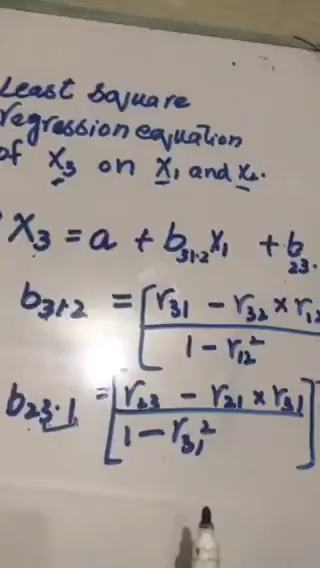 Least Square
regression equation
of X₃ on X₁ and X₂.
X₃ = a + b₃₁.₂ X₁ + b₂₃.
b₃₁.₂ = [r₃₁ - r₃₂ × r₁₂
1 - r₁₂²
b₂₃.₁ = [r₂₃ - r₂₁ × r₃₁]
1 - r₃₁²